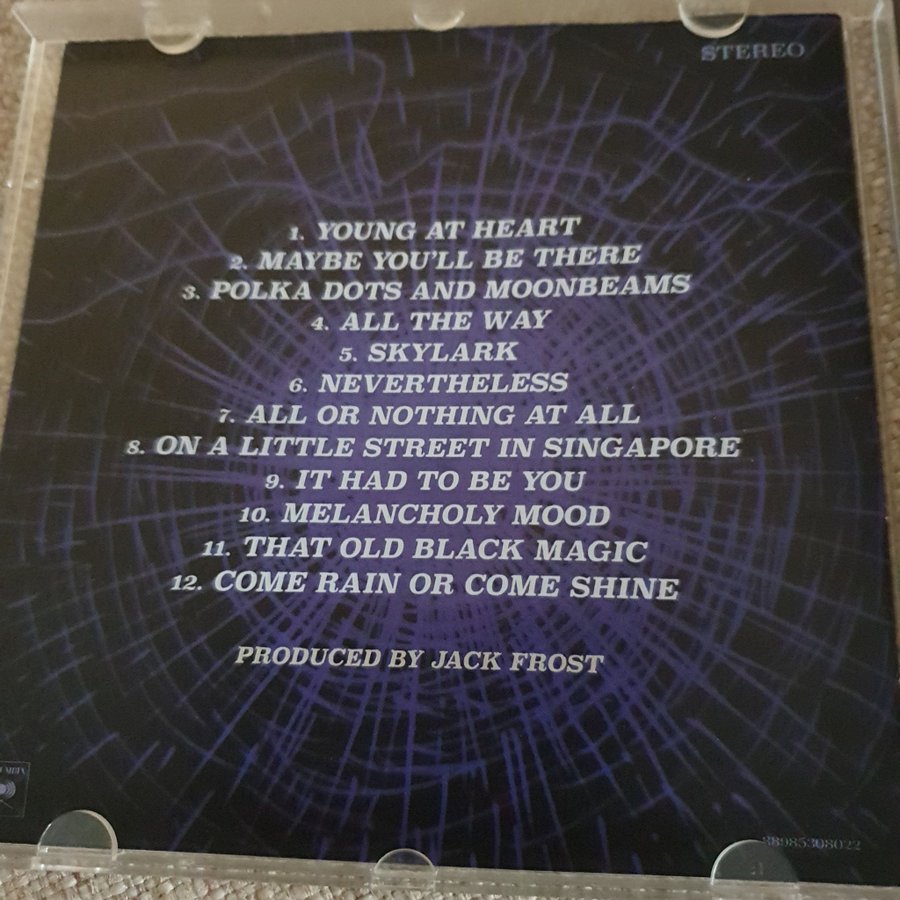 STEREO
1. YOUNG AT HEART
2. MAYBE YOU'LL BE THERE
3. POLKA DOTS AND MOONBEAMS
4. ALL THE WAY
5. SKYLARK
6. NEVERTHELESS
7. ALL OR NOTHING AT ALL
8. ON A LITTLE STREET IN SINGAPORE
9. IT HAD TO BE YOU
10. MELANCHOLY MOOD
11. THAT OLD BLACK MAGIC
12. COME RAIN OR COME SHINE
PRODUCED BY JACK FROST
88985308022